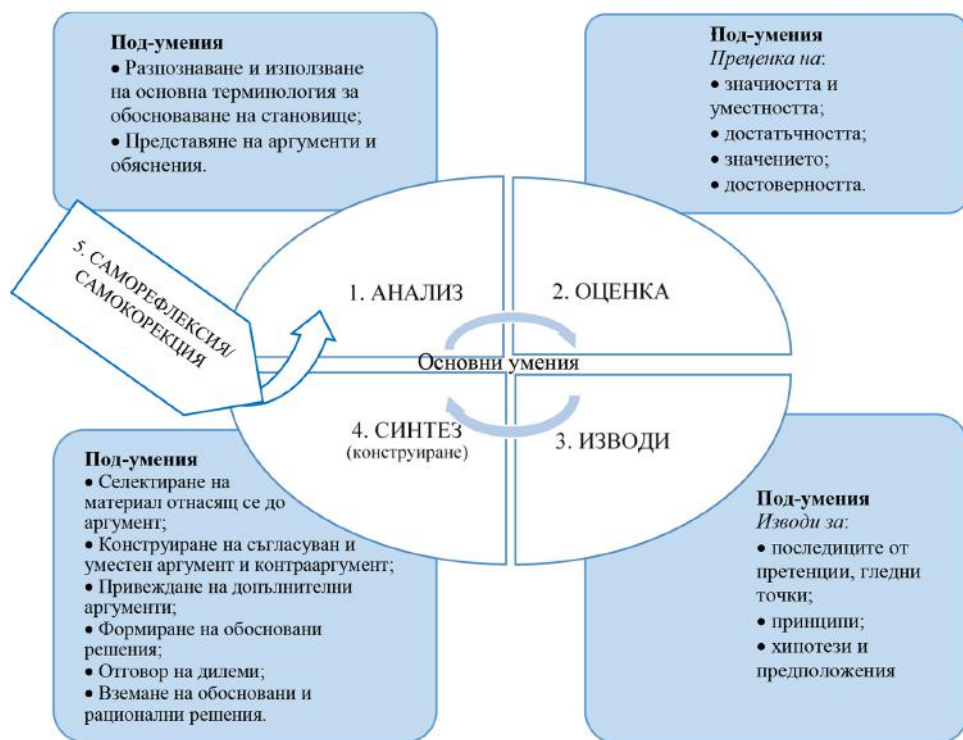 Под-умения
• Разпознаване и използване
на основна терминология за
обосноваване на становище;
• Представяне на аргументи и
обяснения.
Под-умения
Преценка на:
• значиостта и
уместността;
• достатъчността;
• значението;
• достоверността.
5. САМОРЕФЛЕКСИЯ/
САМОКОРЕКЦИЯ
1. АНАЛИЗ
2. ОЦЕНКА
Основни умения
4. СИНТЕЗ
(конструиране)
3. ИЗВОДИ
Под-умения
• Селектиране на
материал отнасящ се до
аргумент;
• Конструиране на съгласуван и
уместен аргумент и контрааргумент;
• Привеждане на допълнителни
аргументи;
• Формиране на обосновани
решения;
• Отговор на дилеми;
• Вземане на обосновани и
рационални решения.
Под-умения
Изводи за:
• последиците от
претенции, гледни
точки;
• принципи;
• хипотези и
предположения